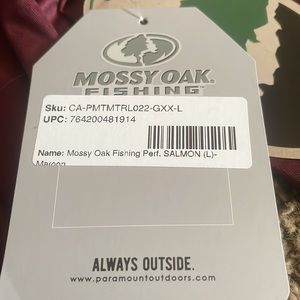 MOSSY OAK.
FISHING
Sku: CA-PMTMTRL022-GXX-L
UPC: 764200481914
Name: Mossy Oak Fishing Perf. SALMON (L)-
Maroon
ALWAYS OUTSIDE.
www.paramountoutdoors.com